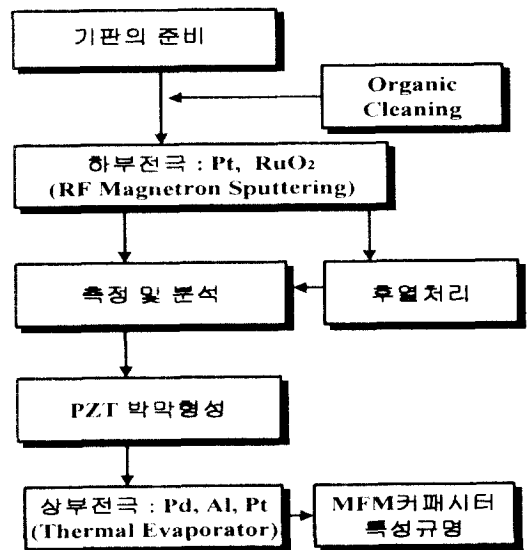 기판의 준비
Organic
Cleaning
하부전극 : Pt, RuO₂
(RF Magnetron Sputtering)
측정 및 분석
후열처리
PZT 박막형성
상부전극 : Pd, Al, Pt
(Thermal Evaporator)
MFM커패시터
특성규명